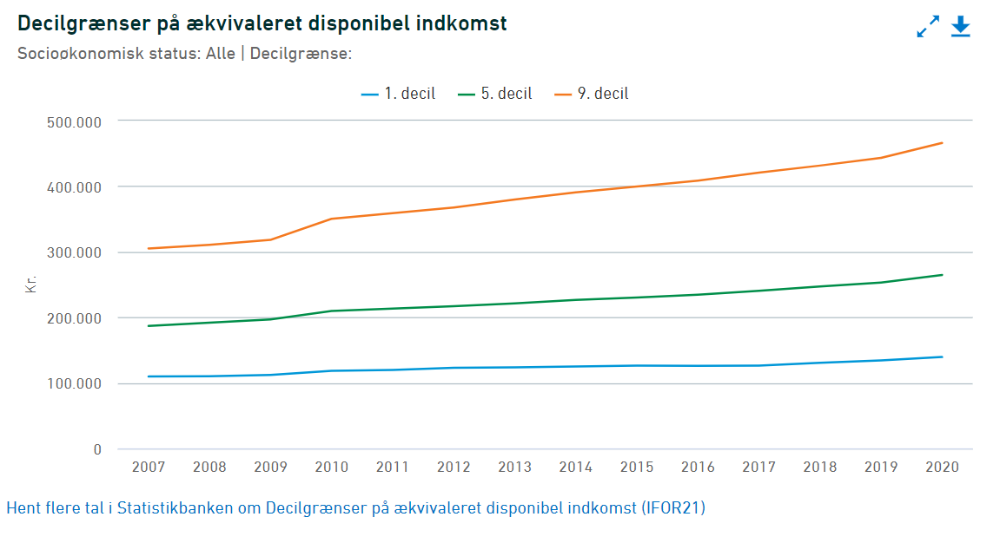 Decilgrænser på ækvivaleret disponibel indkomst
Socioøkonomisk status: Alle | Decilgrænse:
1. decil 5. decil 9. decil
500.000
400.000
300.000
200.000
100.000
0
Kr.
2007 2008 2009 2010 2011 2012 2013 2014 2015 2016 2017 2018 2019 2020
Hent flere tal i Statistikbanken om Decilgrænser på ækvivaleret disponibel indkomst (IFOR21)